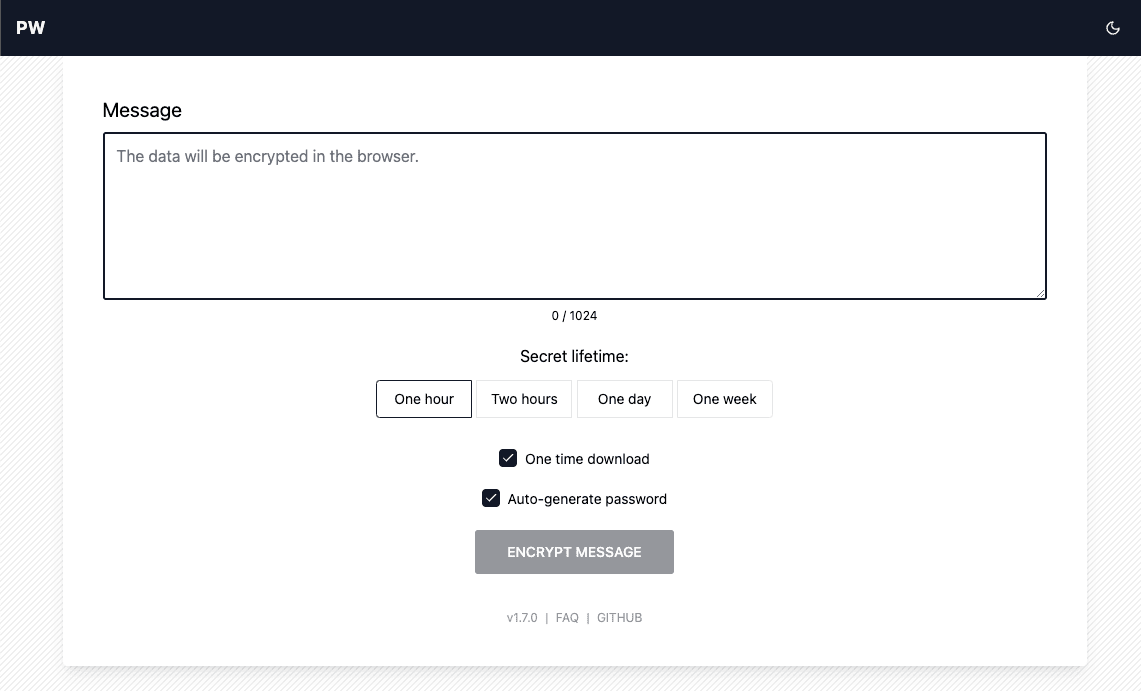 PW
Message
The data will be encrypted in the browser.
0 / 1024
Secret lifetime:
One hour Two hours One day One week
One time download
Auto-generate password
ENCRYPT MESSAGE
v1.7.0 | FAQ | GITHUB